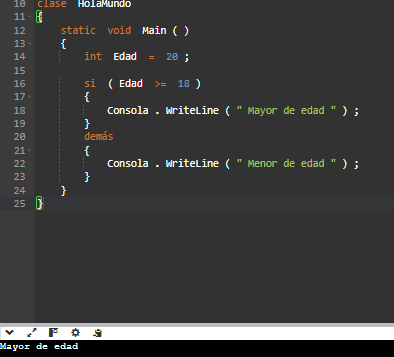 10 clase HolaMundo
11 {
12 static void Main ( )
13 {
14 int Edad = 20 ;
15
16 si ( Edad >= 18 )
17 {
18 Consola . WriteLine ( " Mayor de edad " ) ;
19 }
20 demás
21 {
22 Consola . WriteLine ( " Menor de edad " ) ;
23 }
24 }
25 }
Mayor de edad